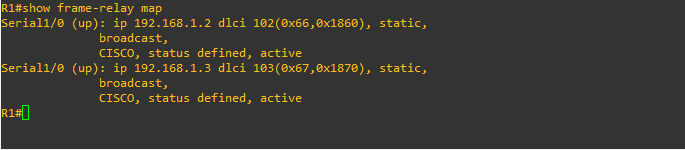 R1#show frame-relay map
Serial1/0 (up): ip 192.168.1.2 dlci 102(0x66,0x1860), static,
broadcast,
CISCO, status defined, active
Serial1/0 (up): ip 192.168.1.3 dlci 103(0x67,0x1870), static,
broadcast,
CISCO, status defined, active
R1#